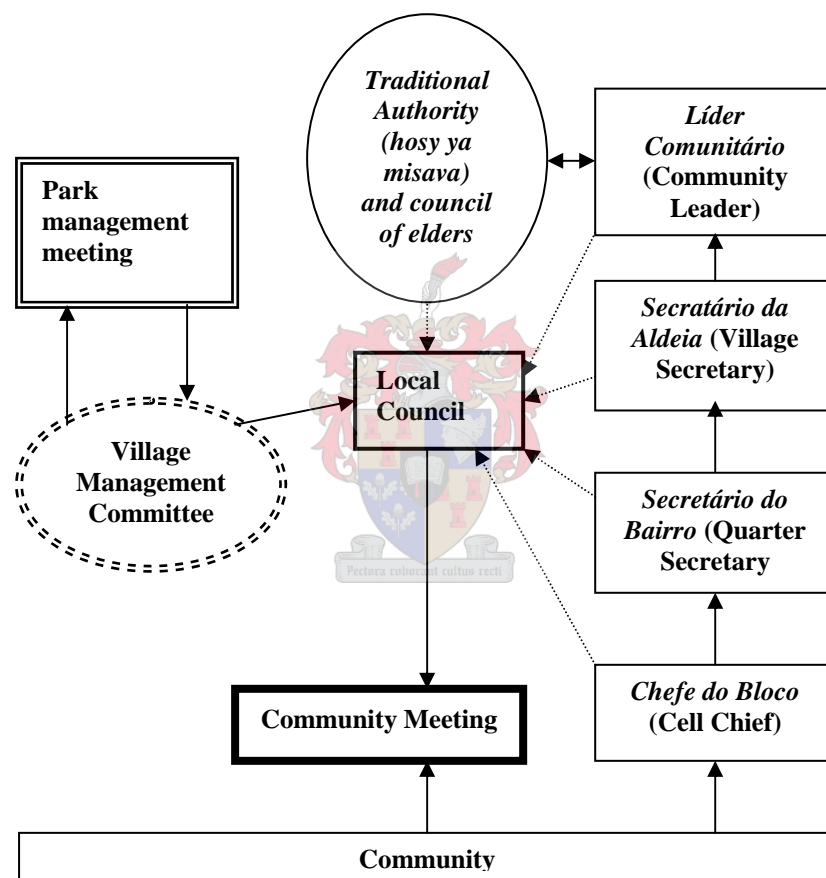 Traditional
Authority
(hosy ya
misava)
and council
of elders
Líder
Comunitário
(Community
Leader)
Park
management
meeting
Secratário da
Aldeia (Village
Secretary)
Local
Council
Village
Management
Committee
Secretário do
Bairro (Quarter
Secretary
Pectora roborant cultus recti
Community Meeting
Chefe do Bloco
(Cell Chief)
Community